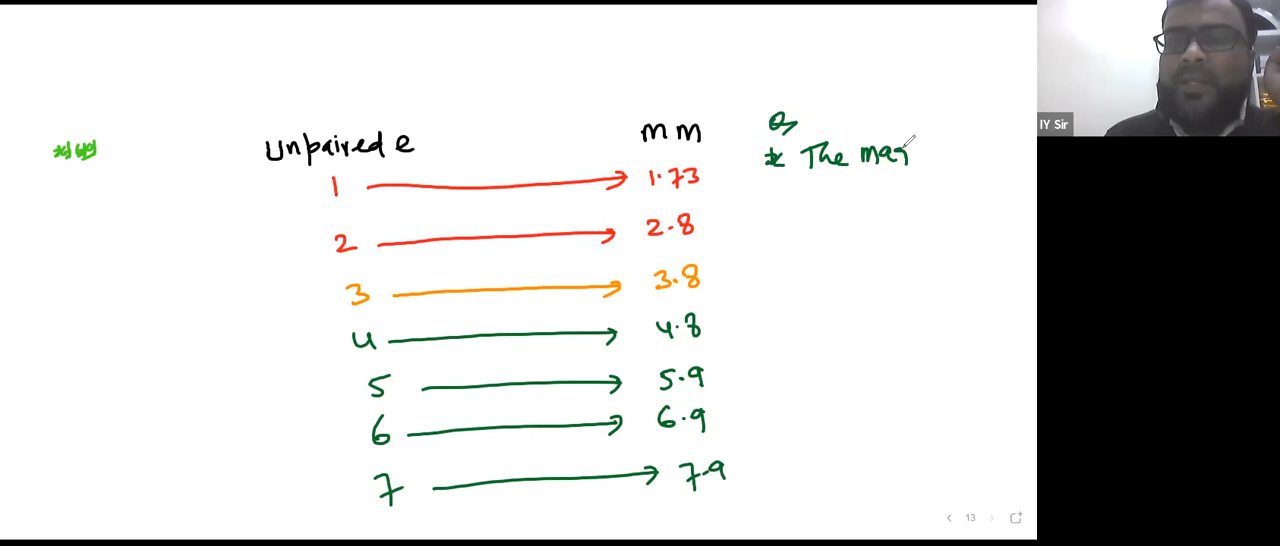 Unpaired e
mm
1 → 1.73
2 → 2.8
3 → 3.8
4 → 4.8
5 → 5.9
6 → 6.9
7 → 7.9
* The mag
IY Sir
13